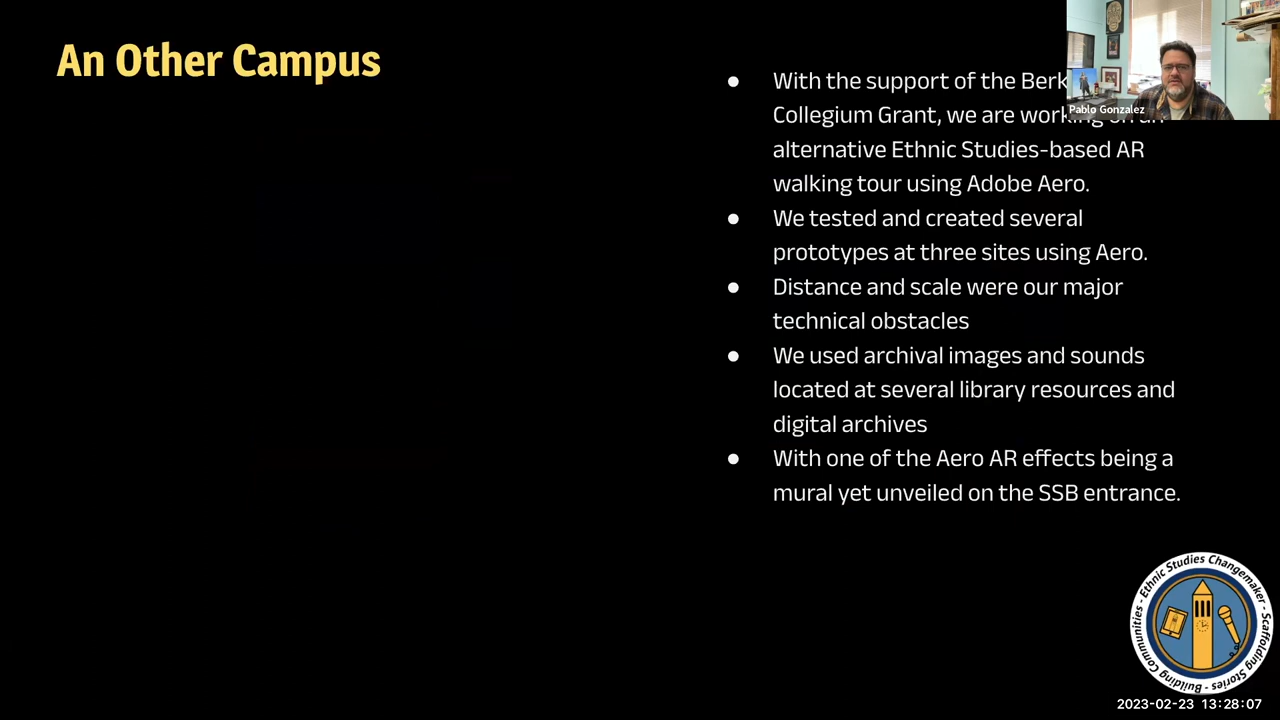 An Other Campus
Pablo Gonzalez
● With the support of the Berk
Collegium Grant, we are working on an
alternative Ethnic Studies-based AR
walking tour using Adobe Aero.
● We tested and created several
prototypes at three sites using Aero.
● Distance and scale were our major
technical obstacles
● We used archival images and sounds
located at several library resources and
digital archives
● With one of the Aero AR effects being a
mural yet unveiled on the SSB entrance.
Ethnic Studies Changemaker - Scaffolding Stories - Building Communities -
2023-02-23 13:28:07